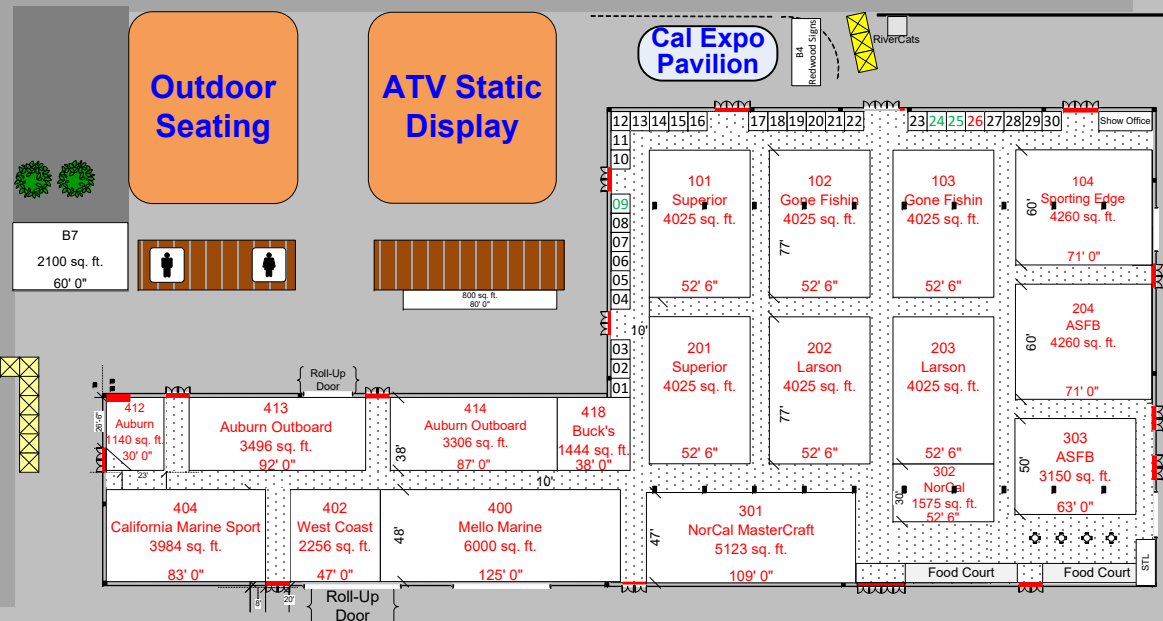 Outdoor
Seating
ATV Static
Display
Cal Expo
Pavilion
B4
Redwood Signs
RiverCats
12 13 14 15 16 17 18 19 20 21 22 23 24 25 26 27 28 29 30 Show Office
11
10
09
08
07
06
05
04
03
02
01
101
Superior
4025 sq. ft.
52' 6"
102
Gone Fishin
4025 sq. ft.
77'
52' 6"
103
Gone Fishin
4025 sq. ft.
52' 6"
104
Sporting Edge
4260 sq. ft.
60'
71' 0"
B7
2100 sq. ft.
60' 0"
800 sq. ft.
80' 0"
10'
201
Superior
4025 sq. ft.
52' 6"
202
Larson
4025 sq. ft.
77'
52' 6"
203
Larson
4025 sq. ft.
52' 6"
204
ASFB
4260 sq. ft.
60'
71' 0"
Roll-Up
Door
412
Auburn
1140 sq. ft.
30' 0"
26'-6"
23'
413
Auburn Outboard
3496 sq. ft.
92' 0"
414
Auburn Outboard
3306 sq. ft.
38'
87' 0"
418
Buck's
1444 sq. ft.
38' 0"
10'
302
NorCal
1575 sq. ft.
30'
52' 6"
303
ASFB
3150 sq. ft.
50'
63' 0"
404
California Marine Sport
3984 sq. ft.
83' 0"
402
West Coast
2256 sq. ft.
47' 0"
400
Mello Marine
6000 sq. ft.
48'
125' 0"
301
NorCal MasterCraft
5123 sq. ft.
47'
109' 0"
Food Court
Food Court
STL
8'
20'
Roll-Up
Door